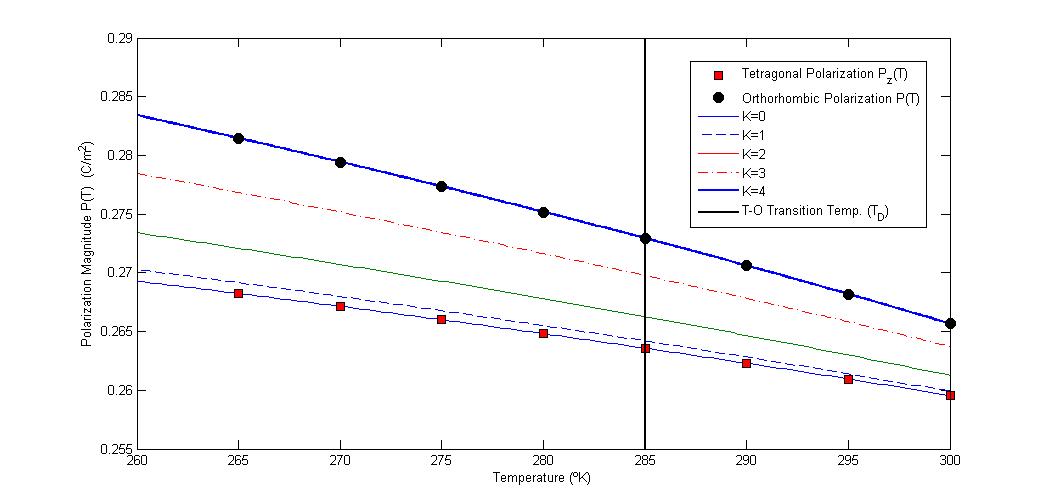 0.29
0.285
0.28
0.275
0.27
0.265
0.26
0.255
Polarization Magnitude P(T) (C/m²)
Tetragonal Polarization P_z(T)
Orthorhombic Polarization P(T)
K=0
K=1
K=2
K=3
K=4
T-O Transition Temp. (T_D)
260 265 270 275 280 285 290 295 300
Temperature (ºK)